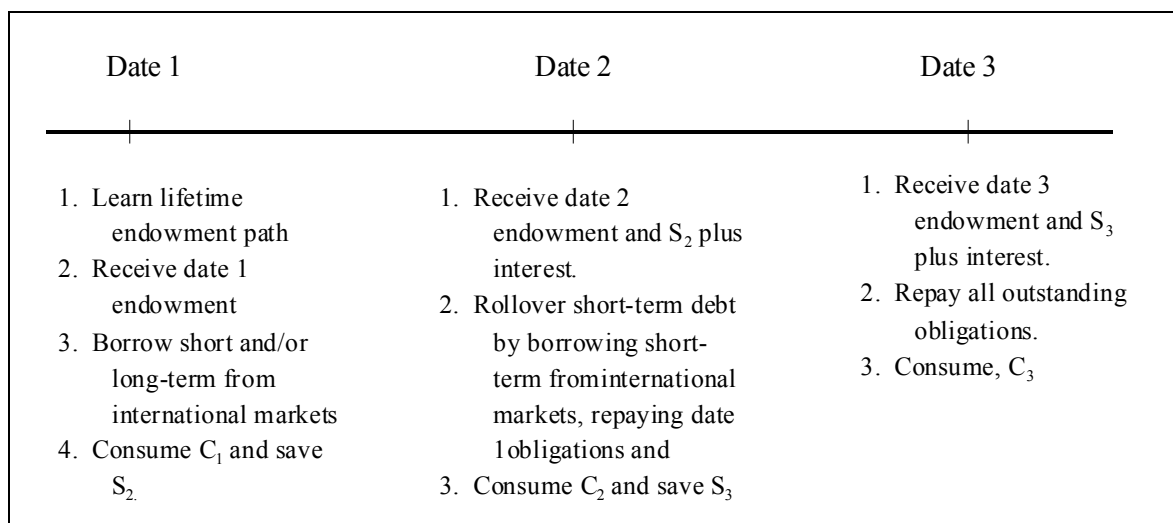 Date 1
1. Learn lifetime
endowment path
2. Receive date 1
endowment
3. Borrow short and/or
long-term from
international markets
4. Consume C₁ and save
S₂.
Date 2
1. Receive date 2
endowment and S₂ plus
interest.
2. Rollover short-term debt
by borrowing short-
term frominternational
markets, repaying date
1obligations and
3. Consume C₂ and save S₃
Date 3
1. Receive date 3
endowment and S₃
plus interest.
2. Repay all outstanding
obligations.
3. Consume, C₃